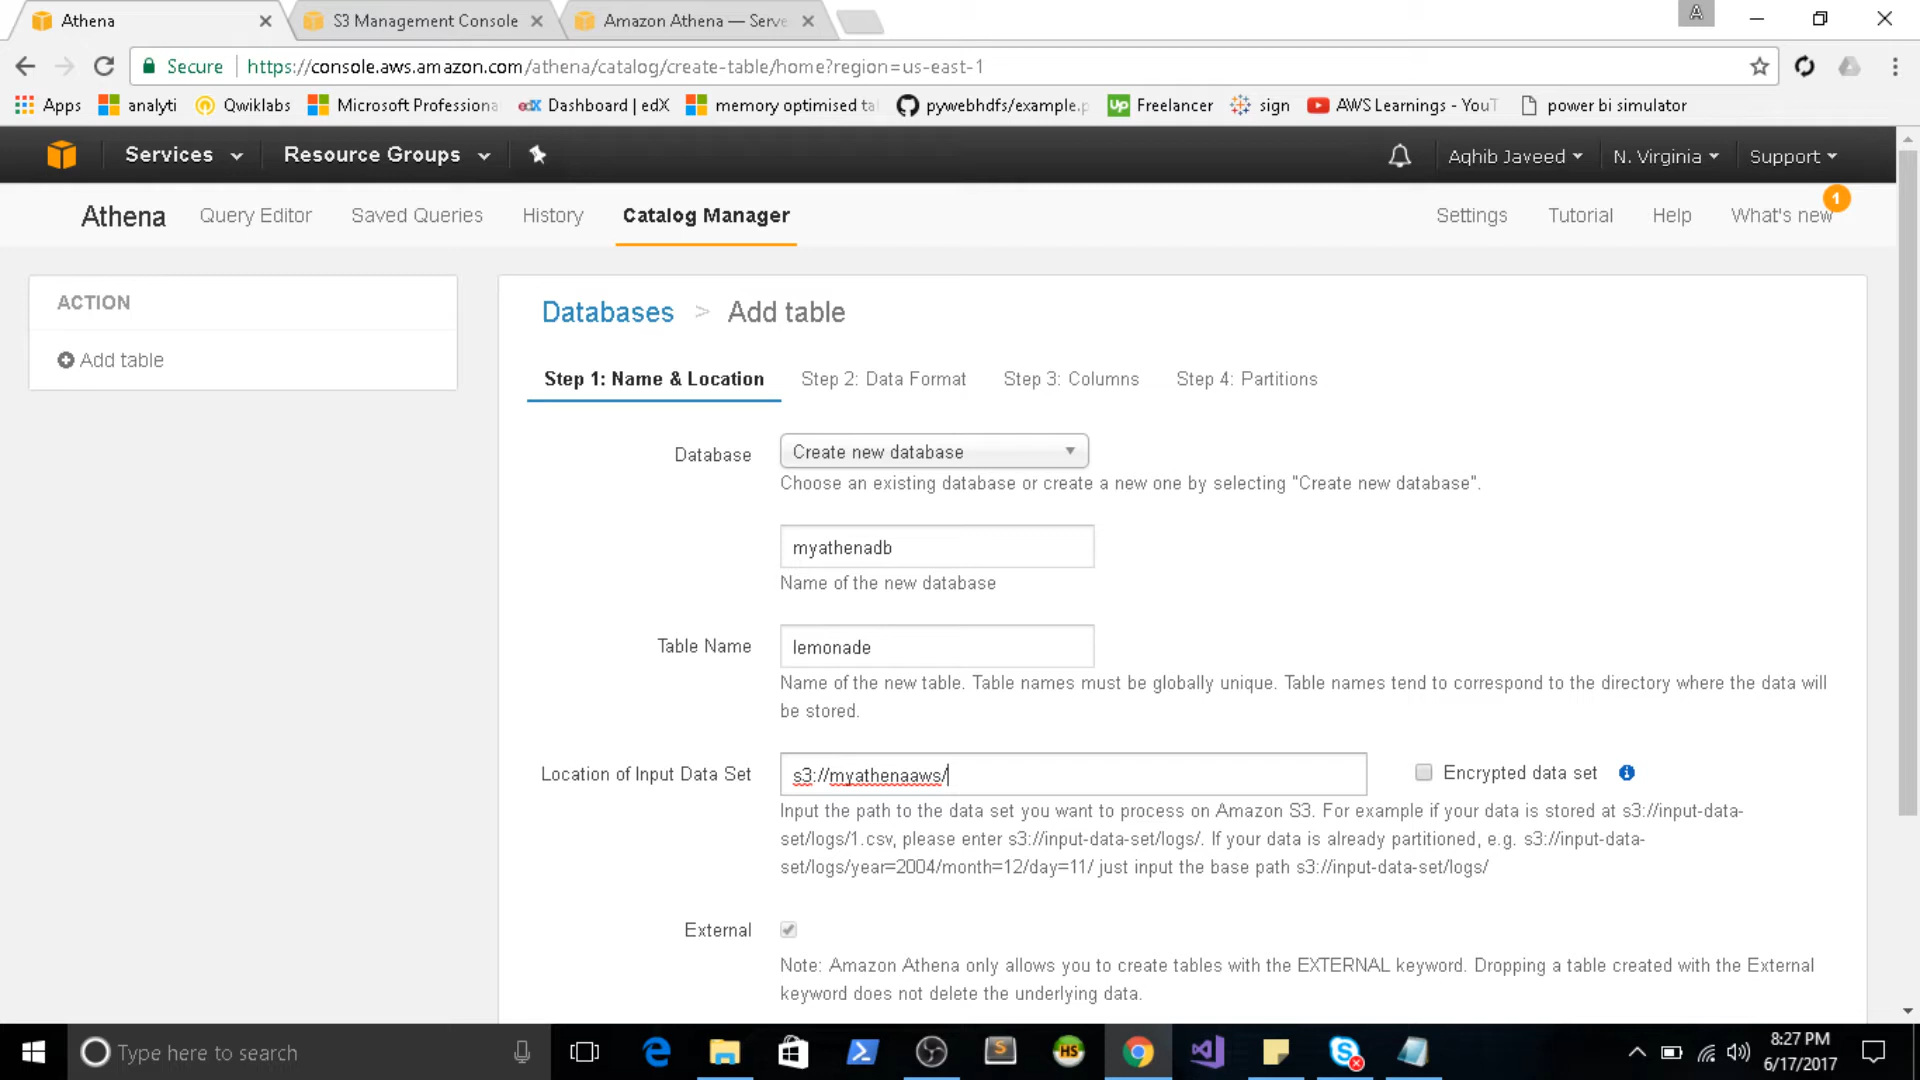 Athena
S3 Management Console
Amazon Athena — Serve
A
Secure https://console.aws.amazon.com/athena/catalog/create-table/home?region=us-east-1
Apps analyti Qwiklabs Microsoft Professiona edX Dashboard | edX memory optimised ta pywebhdfs/example.p Up Freelancer sign AWS Learnings - YouT power bi simulator
Services Resource Groups Aqhib Javeed N. Virginia Support
Athena Query Editor Saved Queries History Catalog Manager Settings Tutorial Help What's new 1
ACTION
Add table
Databases > Add table
Step 1: Name & Location Step 2: Data Format Step 3: Columns Step 4: Partitions
Database Create new database
Choose an existing database or create a new one by selecting "Create new database".
myathenadb
Name of the new database
Table Name lemonade
Name of the new table. Table names must be globally unique. Table names tend to correspond to the directory where the data will
be stored.
Location of Input Data Set s3://myathenaaws/ Encrypted data set
Input the path to the data set you want to process on Amazon S3. For example if your data is stored at s3://input-data-
set/logs/1.csv, please enter s3://input-data-set/logs/. If your data is already partitioned, e.g. s3://input-data-
set/logs/year=2004/month=12/day=11/ just input the base path s3://input-data-set/logs/
External
Note: Amazon Athena only allows you to create tables with the EXTERNAL keyword. Dropping a table created with the External
keyword does not delete the underlying data.
Type here to search
HS
8:27 PM
6/17/2017